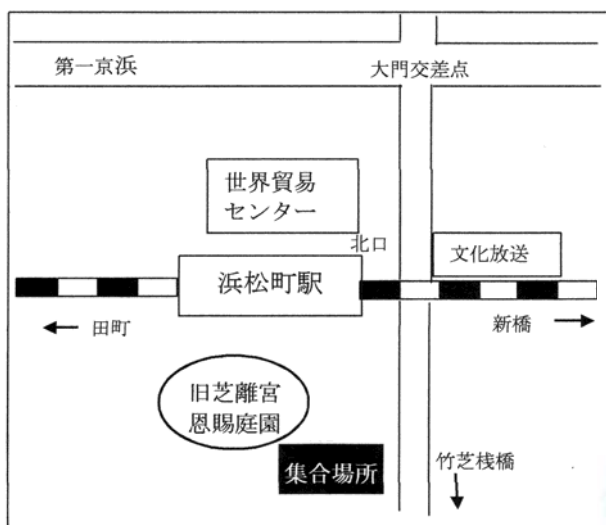 第一京浜
大門交差点
世界貿易
センター
北口
文化放送
浜松町駅
田町
新橋
旧芝離宮
恩賜庭園
集合場所
竹芝桟橋